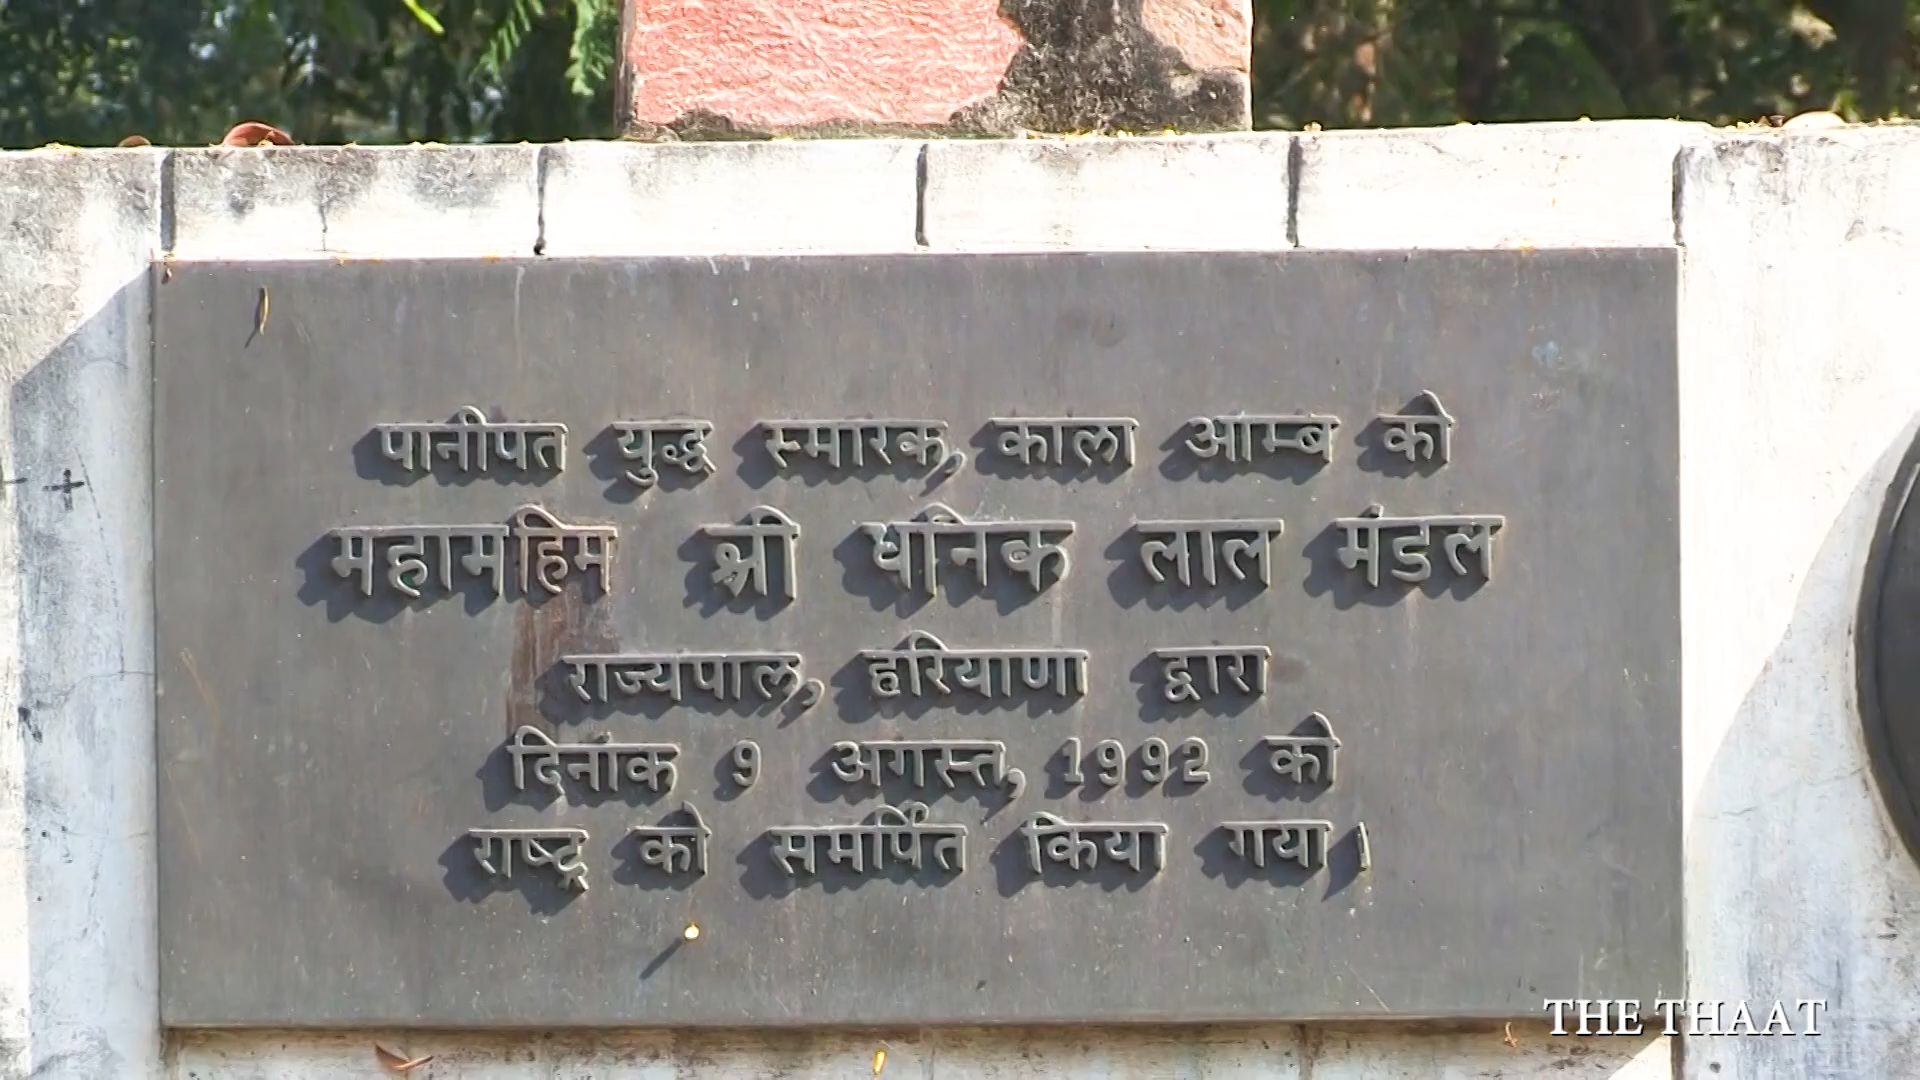 पानीपत युद्ध स्मारक, काला आम्ब को
महामहिम श्री धनिक लाल मंडल
राज्यपाल, हरियाणा द्वारा
दिनांक 9 अगस्त, 1992 को
राष्ट्र को समर्पित किया गया।
THE THAAT